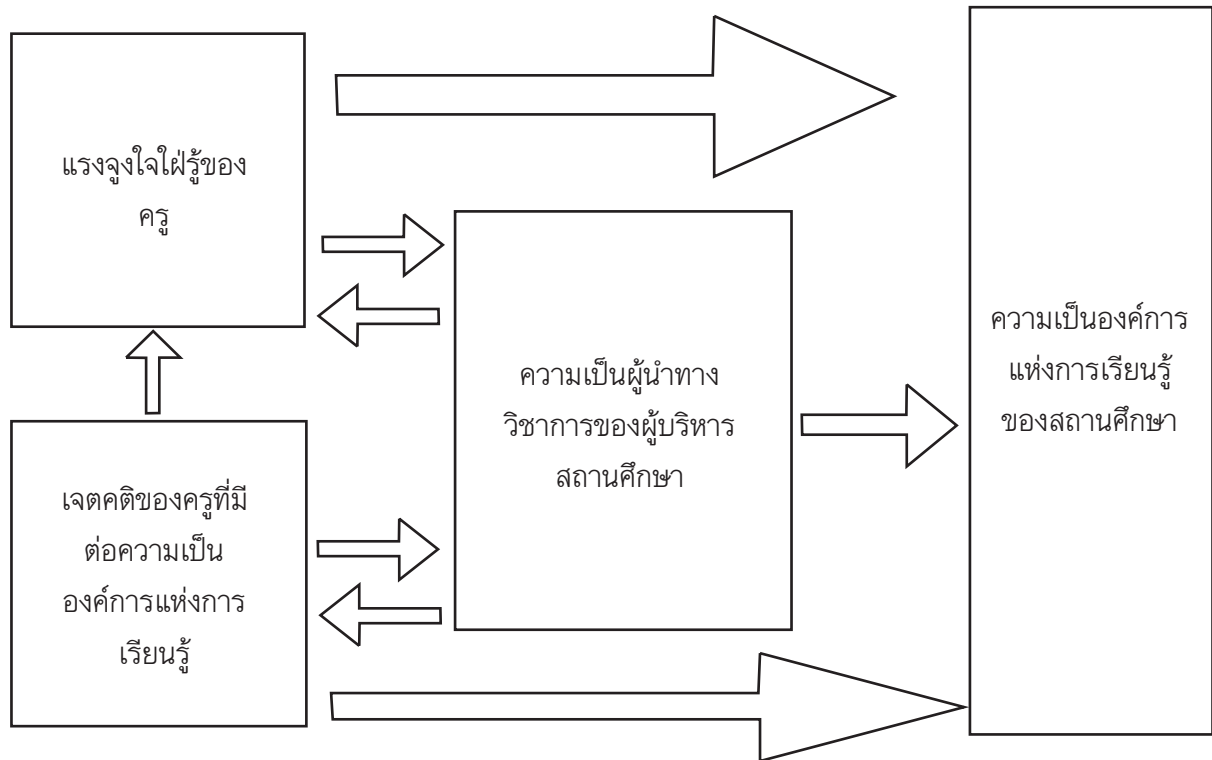 แรงจูงใจใฝ่รู้ของ
ครู
ความเป็นผู้นำทาง
วิชาการของผู้บริหาร
สถานศึกษา
ความเป็นองค์การ
แห่งการเรียนรู้
ของสถานศึกษา
เจตคติของครูที่มี
ต่อความเป็น
องค์การแห่งการ
เรียนรู้